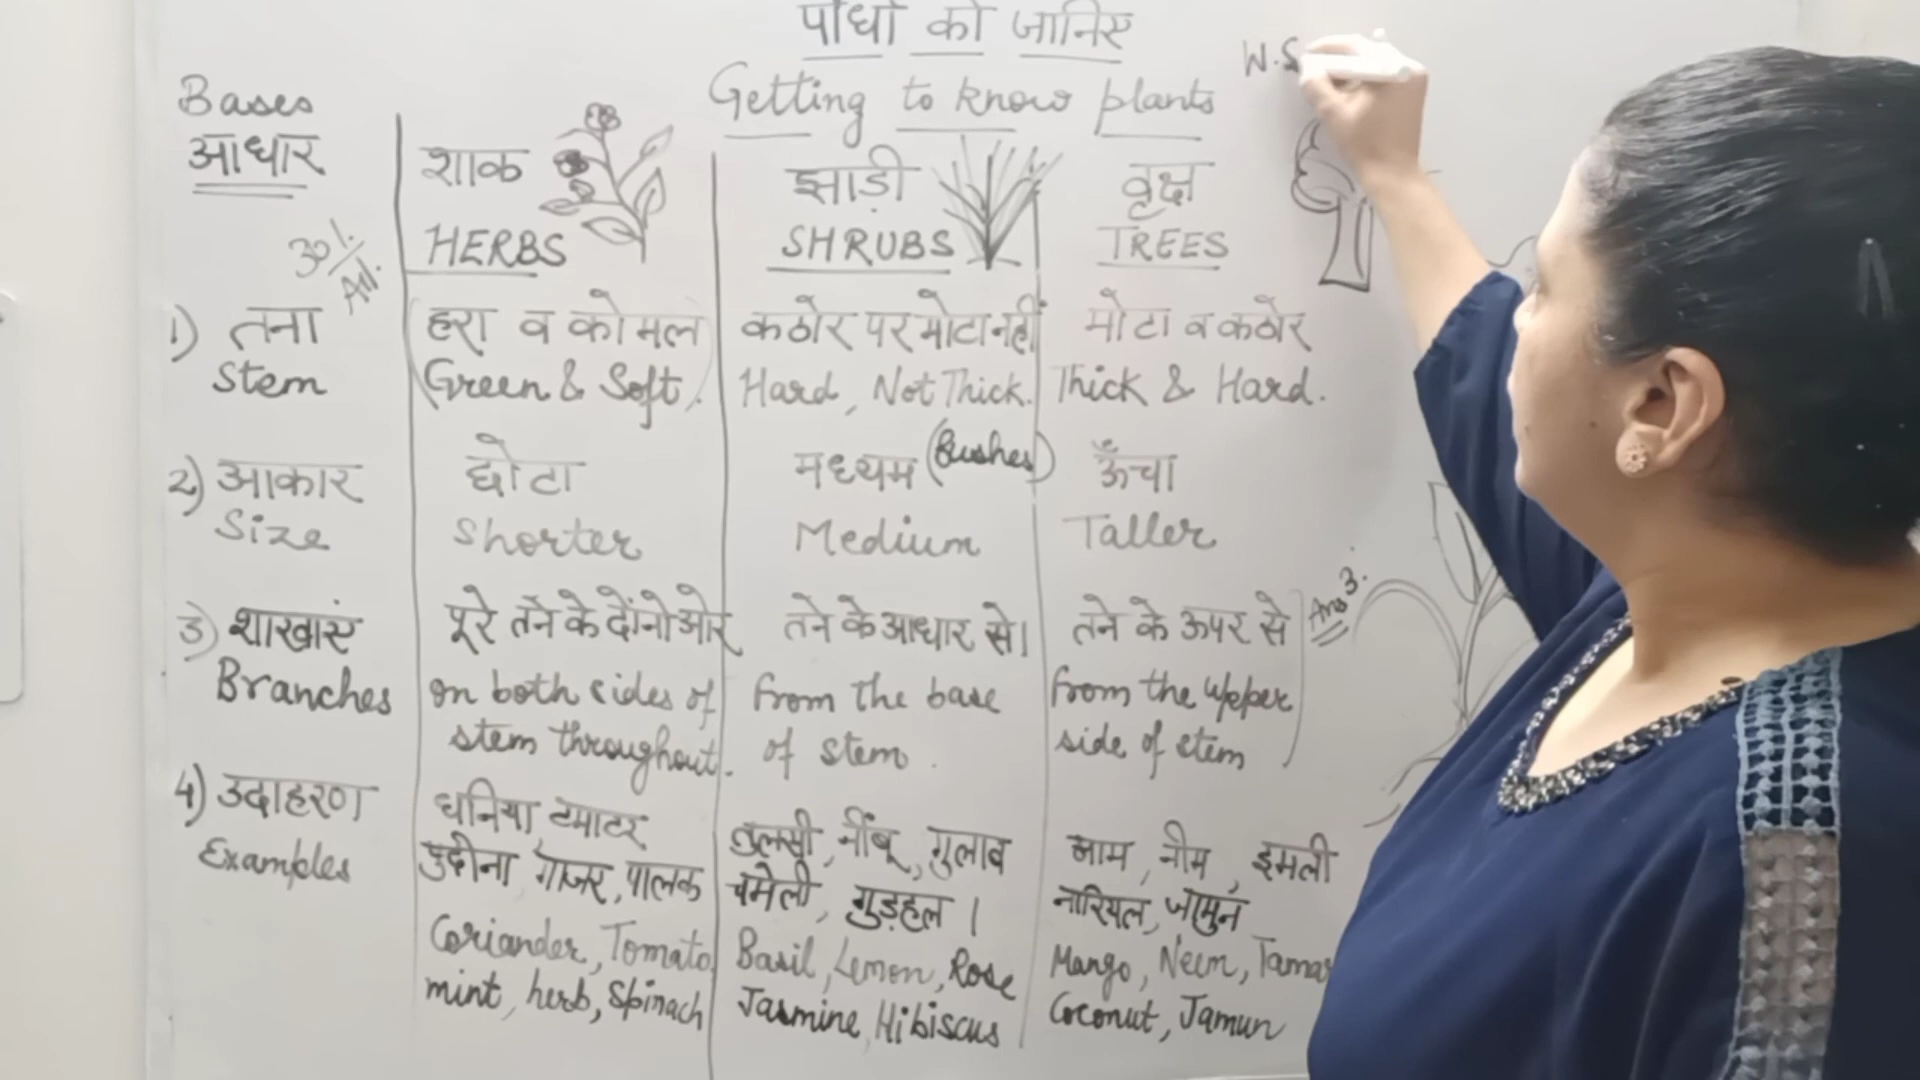 पौधों को जानिए
Getting to know plants
W.S
Bases
आधार
शाक
HERBS
झाड़ी
SHRUBS
वृक्ष
TREES
1) तना
Stem
हरा व कोमल
(Green & Soft).
कठोर पर मोटा नहीं
Hard, Not Thick.
मोटा व कठोर
Thick & Hard.
2) आकार
Size
छोटा
Shorter
मध्यम (Bushes)
Medium
ऊँचा
Taller
3) शाखाएं
Branches
पूरे तने के दोंनो ओर
on both sides of
stem throughout.
तने के आधार से।
from the base
of stem.
तने के ऊपर से
from the upper
side of stem
Ans 3.
4) उदाहरण
Examples
धनिया, टमाटर
पुदीना, गाजर, पालक
Coriander, Tomato,
mint, herb, Spinach
तुलसी, नींबू, गुलाब
चमेली, गुड़हल।
Basil, Lemon, Rose
Jasmine, Hibiscus
आम, नीम, इमली
नारियल, जामुन
Mango, Neem, Tamar
Coconut, Jamun